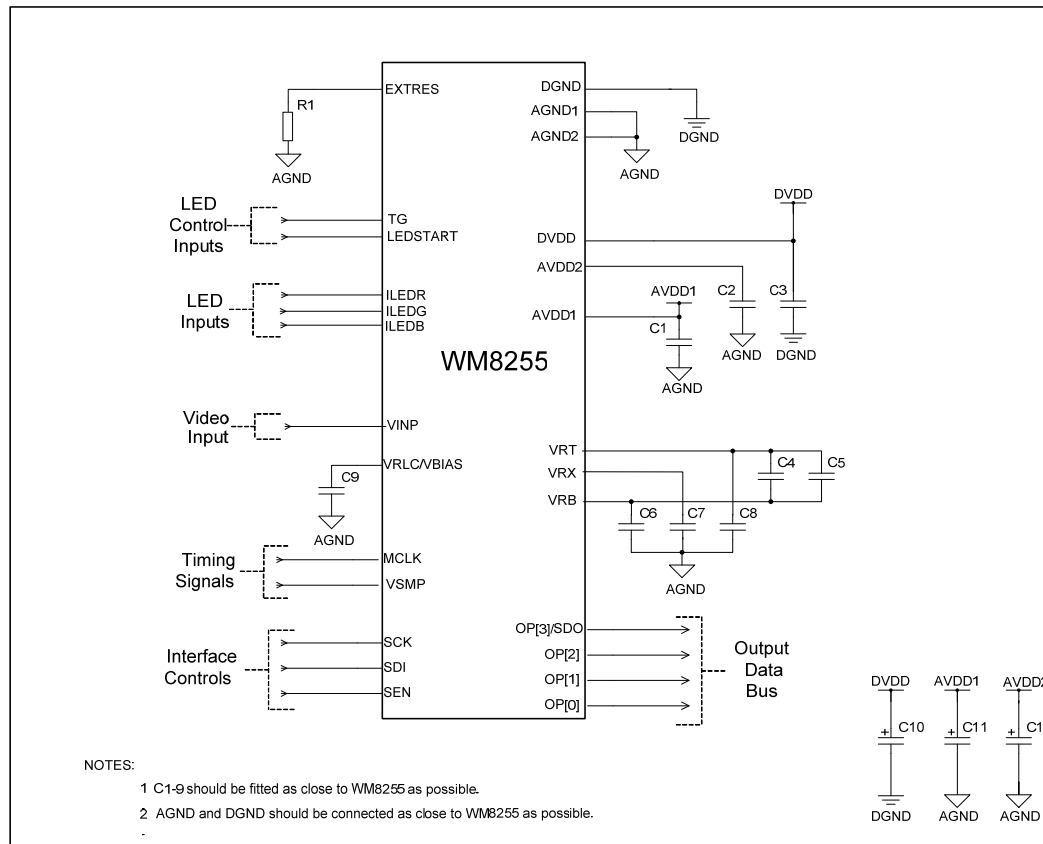 EXTRES
R1
AGND
LED
Control
Inputs
TG
LEDSTART
LED
Inputs
ILEDR
ILEDG
ILEDB
WM8255
Video
Input
VINP
VRLC/VBIAS
C9
AGND
Timing
Signals
MCLK
VSMP
Interface
Controls
SCK
SDI
SEN
DGND
AGND1
AGND2
DGND
AGND
DVDD
DVDD
AVDD2
AVDD1
AVDD1
C1
C2
C3
AGND
AGND
DGND
VRT
VRX
VRB
C4
C5
C6
C7
C8
AGND
OP[3]/SDO
OP[2]
OP[1]
OP[0]
Output
Data
Bus
DVDD
AVDD1
AVDD2
+
C10
+
C11
+
C1
DGND
AGND
AGND
NOTES:
1 C1-9 should be fitted as close to WM8255 as possible.
2 AGND and DGND should be connected as close to WM8255 as possible.